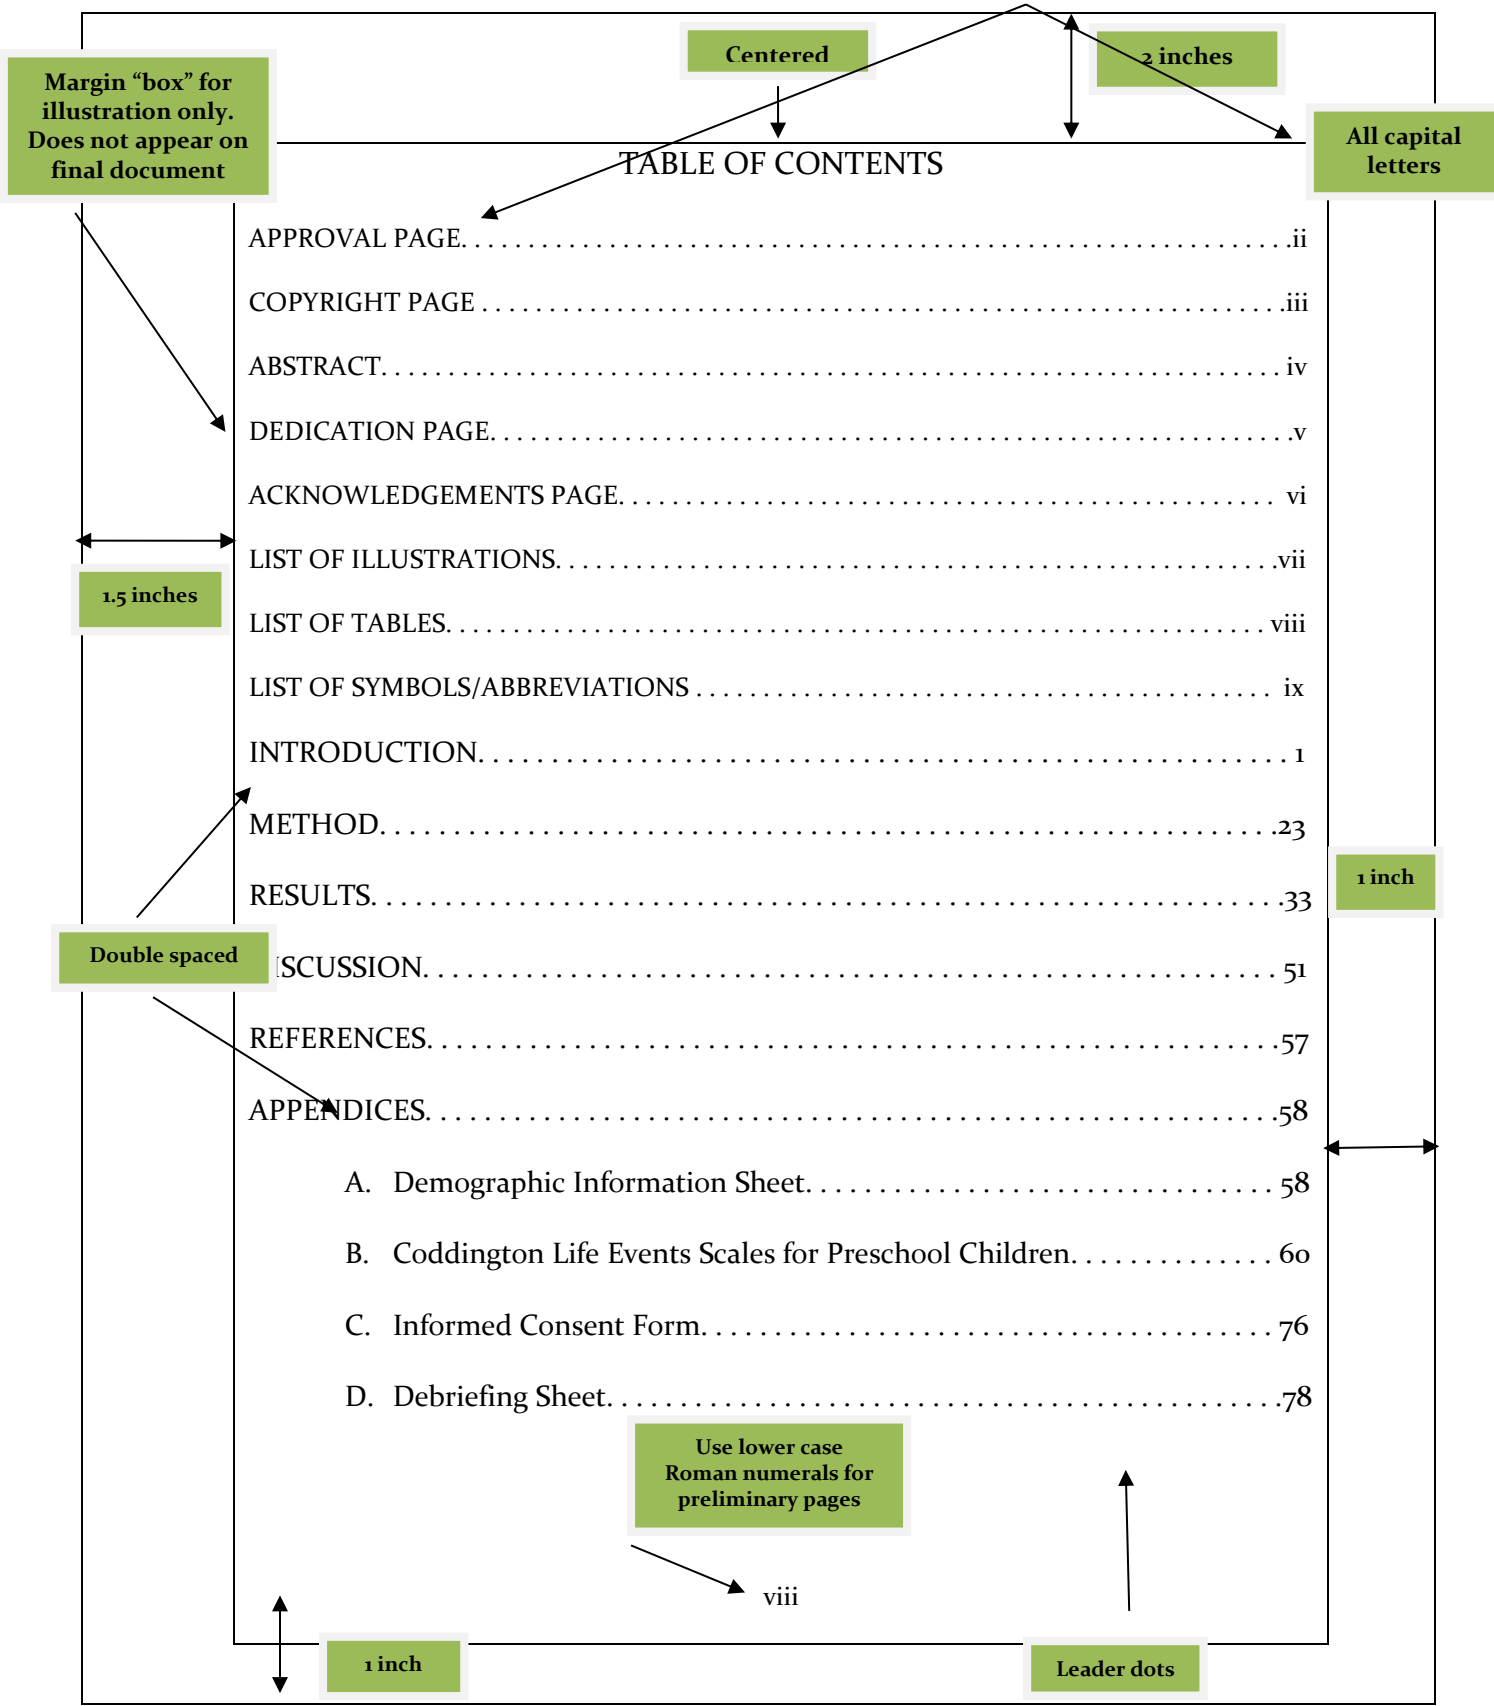 Centered
2 inches
Margin “box” for
illustration only.
Does not appear on
final document
All capital
letters
TABLE OF CONTENTS
APPROVAL PAGE. . . . . . . . . . . . . . . . . . . . . . . . . . . . . . . . . . . . . . . . . . . . . . . . . . . . . . . . . . . . . .ii
COPYRIGHT PAGE . . . . . . . . . . . . . . . . . . . . . . . . . . . . . . . . . . . . . . . . . . . . . . . . . . . . . . . . . . . .iii
ABSTRACT. . . . . . . . . . . . . . . . . . . . . . . . . . . . . . . . . . . . . . . . . . . . . . . . . . . . . . . . . . . . . . . . . . . . iv
DEDICATION PAGE. . . . . . . . . . . . . . . . . . . . . . . . . . . . . . . . . . . . . . . . . . . . . . . . . . . . . . . . . . . .v
ACKNOWLEDGEMENTS PAGE. . . . . . . . . . . . . . . . . . . . . . . . . . . . . . . . . . . . . . . . . . . . . . . . . vi
LIST OF ILLUSTRATIONS. . . . . . . . . . . . . . . . . . . . . . . . . . . . . . . . . . . . . . . . . . . . . . . . . . . . . .vii
1.5 inches
LIST OF TABLES. . . . . . . . . . . . . . . . . . . . . . . . . . . . . . . . . . . . . . . . . . . . . . . . . . . . . . . . . . . . . . viii
LIST OF SYMBOLS/ABBREVIATIONS . . . . . . . . . . . . . . . . . . . . . . . . . . . . . . . . . . . . . . . . . . . ix
INTRODUCTION. . . . . . . . . . . . . . . . . . . . . . . . . . . . . . . . . . . . . . . . . . . . . . . . . . . . . . . . . 1
METHOD. . . . . . . . . . . . . . . . . . . . . . . . . . . . . . . . . . . . . . . . . . . . . . . . . . . . . . . . . . . . . . .23
1 inch
RESULTS. . . . . . . . . . . . . . . . . . . . . . . . . . . . . . . . . . . . . . . . . . . . . . . . . . . . . . . . . . . . . . . .33
Double spaced
ISCUSSION. . . . . . . . . . . . . . . . . . . . . . . . . . . . . . . . . . . . . . . . . . . . . . . . . . . . . . . . . . . . 51
REFERENCES. . . . . . . . . . . . . . . . . . . . . . . . . . . . . . . . . . . . . . . . . . . . . . . . . . . . . . . . . . . .57
APPENDICES. . . . . . . . . . . . . . . . . . . . . . . . . . . . . . . . . . . . . . . . . . . . . . . . . . . . . . . . . . . .58
A. Demographic Information Sheet. . . . . . . . . . . . . . . . . . . . . . . . . . . . . . . . . 58
B. Coddington Life Events Scales for Preschool Children. . . . . . . . . . . . . . 60
C. Informed Consent Form. . . . . . . . . . . . . . . . . . . . . . . . . . . . . . . . . . . . . . . . 76
D. Debriefing Sheet. . . . . . . . . . . . . . . . . . . . . . . . . . . . . . . . . . . . . . . . . . . . . . .78
Use lower case
Roman numerals for
preliminary pages
viii
1 inch
Leader dots